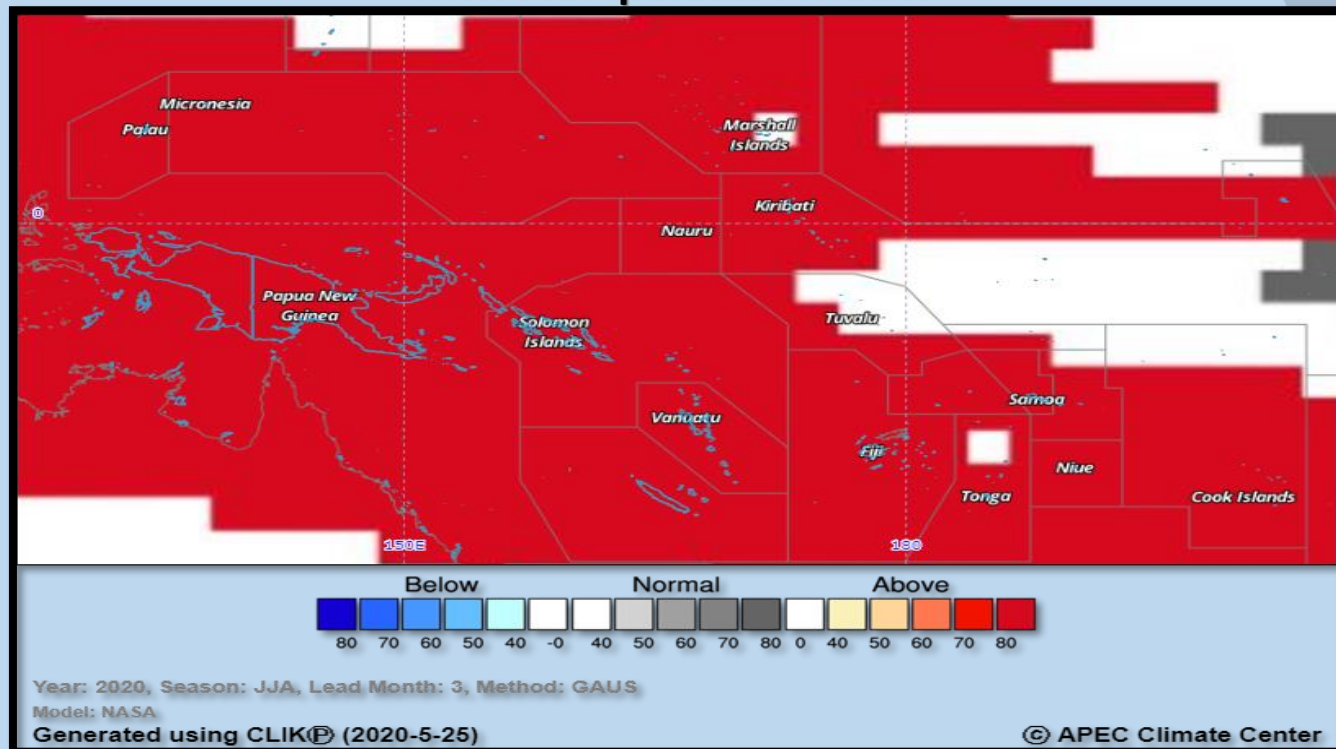 Micronesia
Palau
Marshall
Islands
0
Kiribati
Nauru
Papua New
Guinea
Solomon
Islands
Tuvalu
Samoa
Vanuatu
Fiji
Niue
Tonga
Cook Islands
150E
180
Below Normal Above
80 70 60 50 40 -0 40 50 60 70 80 0 40 50 60 70 80
Year: 2020, Season: JJA, Lead Month: 3, Method: GAUS
Model: NASA
Generated using CLIKⓅ (2020-5-25)
© APEC Climate Center